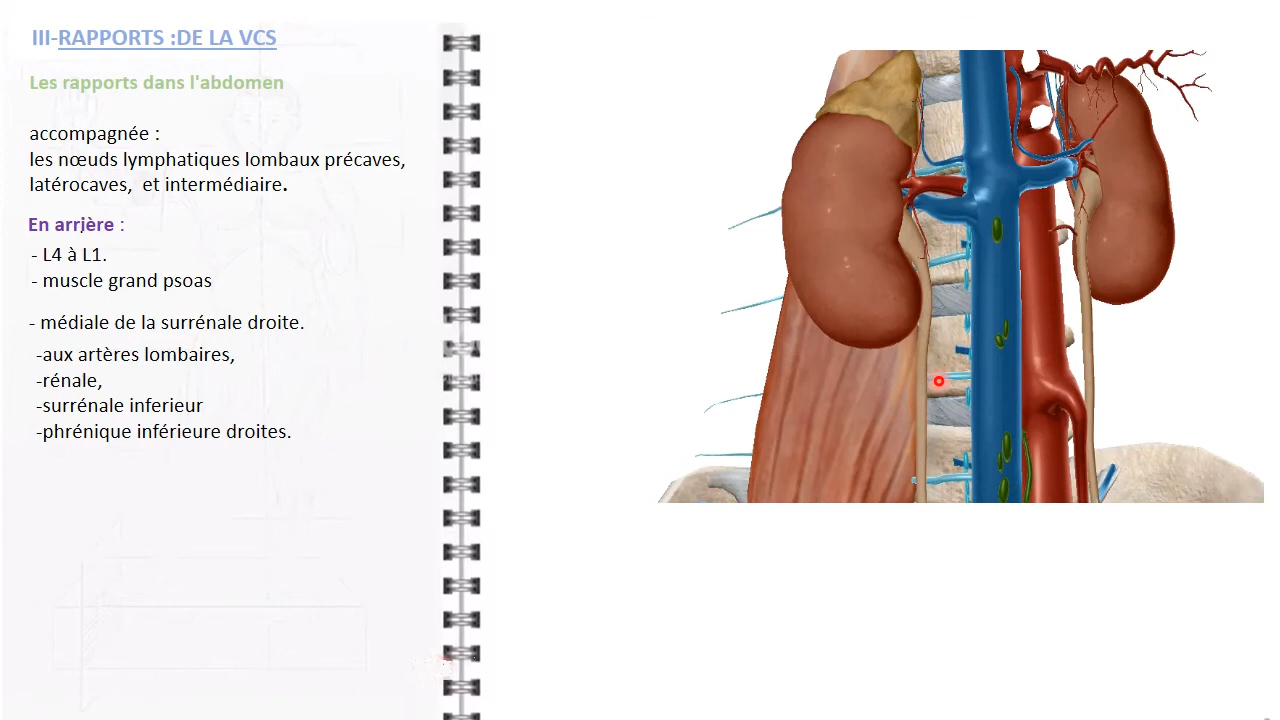 III-RAPPORTS :DE LA VCS
Les rapports dans l'abdomen
accompagnée :
les nœuds lymphatiques lombaux précaves,
latérocaves, et intermédiaire.
En arrière :
- L4 à L1.
- muscle grand psoas
- médiale de la surrénale droite.
-aux artères lombaires,
-rénale,
-surrénale inferieur
-phrénique inférieure droites.